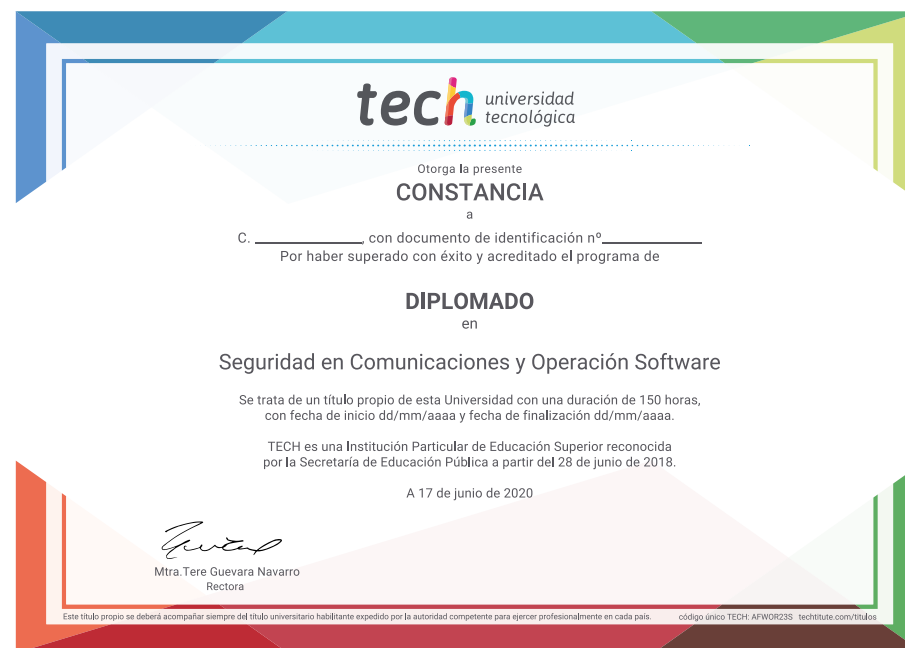 tech universidad
tecnológica
Otorga la presente
CONSTANCIA
a
C. ______________, con documento de identificación nº______________
Por haber superado con éxito y acreditado el programa de
DIPLOMADO
en
Seguridad en Comunicaciones y Operación Software
Se trata de un título propio de esta Universidad con una duración de 150 horas,
con fecha de inicio dd/mm/aaaa y fecha de finalización dd/mm/aaaa.
TECH es una Institución Particular de Educación Superior reconocida
por la Secretaría de Educación Pública a partir del 28 de junio de 2018.
A 17 de junio de 2020
Mtra.Tere Guevara Navarro
Rectora
Este título propio se deberá acompañar siempre del título universitario habilitante expedido por la autoridad competente para ejercer profesionalmente en cada país. código único TECH: AFWOR23S techtitute.com/titulos